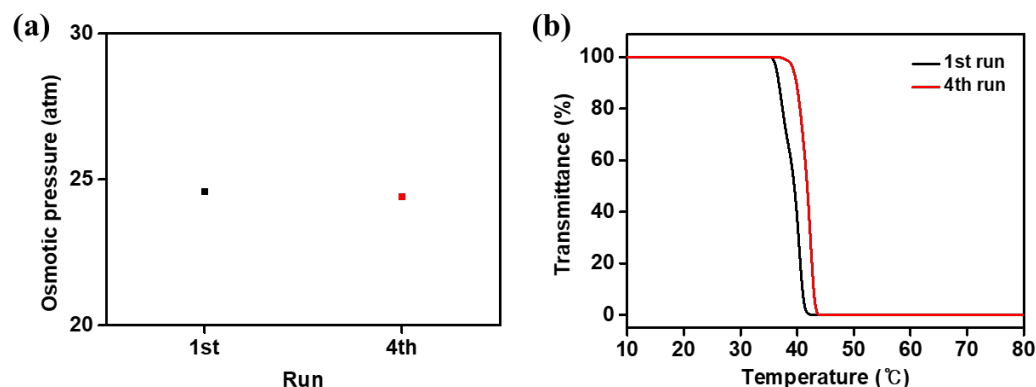 (a)
30
25
20
Osmotic pressure (atm)
1st
4th
Run
(b)
100
80
60
40
20
0
Transmittance (%)
1st run
4th run
10
20
30
40
50
60
70
80
Temperature (℃)